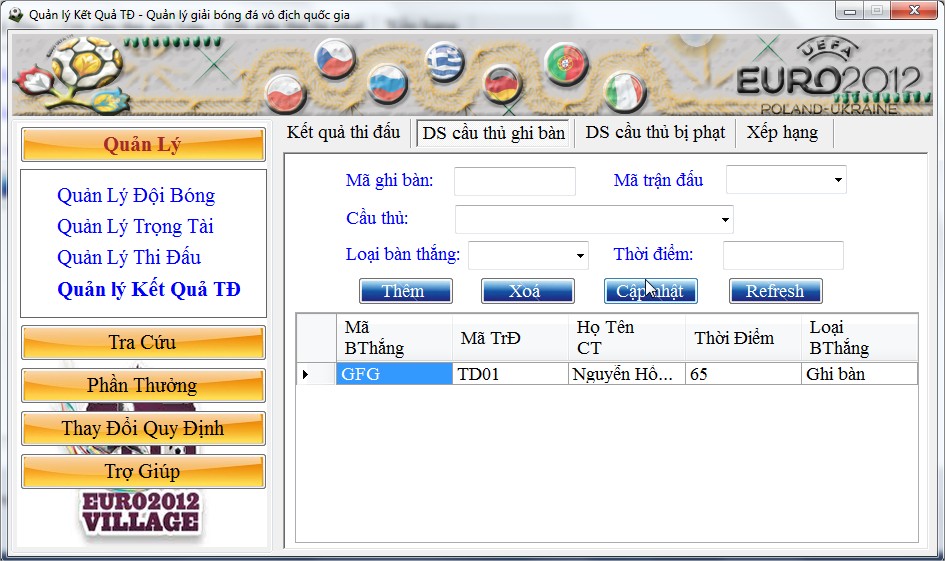 Quản lý Kết Quả TĐ - Quản lý giải bóng đá vô địch quốc gia
UEFA
EURO2012
POLAND-UKRAINE
Quản Lý
Quản Lý Đội Bóng
Quản Lý Trọng Tài
Quản Lý Thi Đấu
Quản lý Kết Quả TĐ
Tra Cứu
Phần Thưởng
Thay Đổi Quy Định
Trợ Giúp
EURO2012
VILLAGE
Kết quả thi đấu DS cầu thủ ghi bàn DS cầu thủ bị phạt Xếp hạng
Mã ghi bàn: Mã trận đấu
Cầu thủ:
Loại bàn thắng: Thời điểm:
Thêm Xoá Cập nhật Refresh
Mã BThắng Mã TrĐ Họ Tên CT Thời Điểm Loại BThắng
GFG TD01 Nguyễn Hồ... 65 Ghi bàn